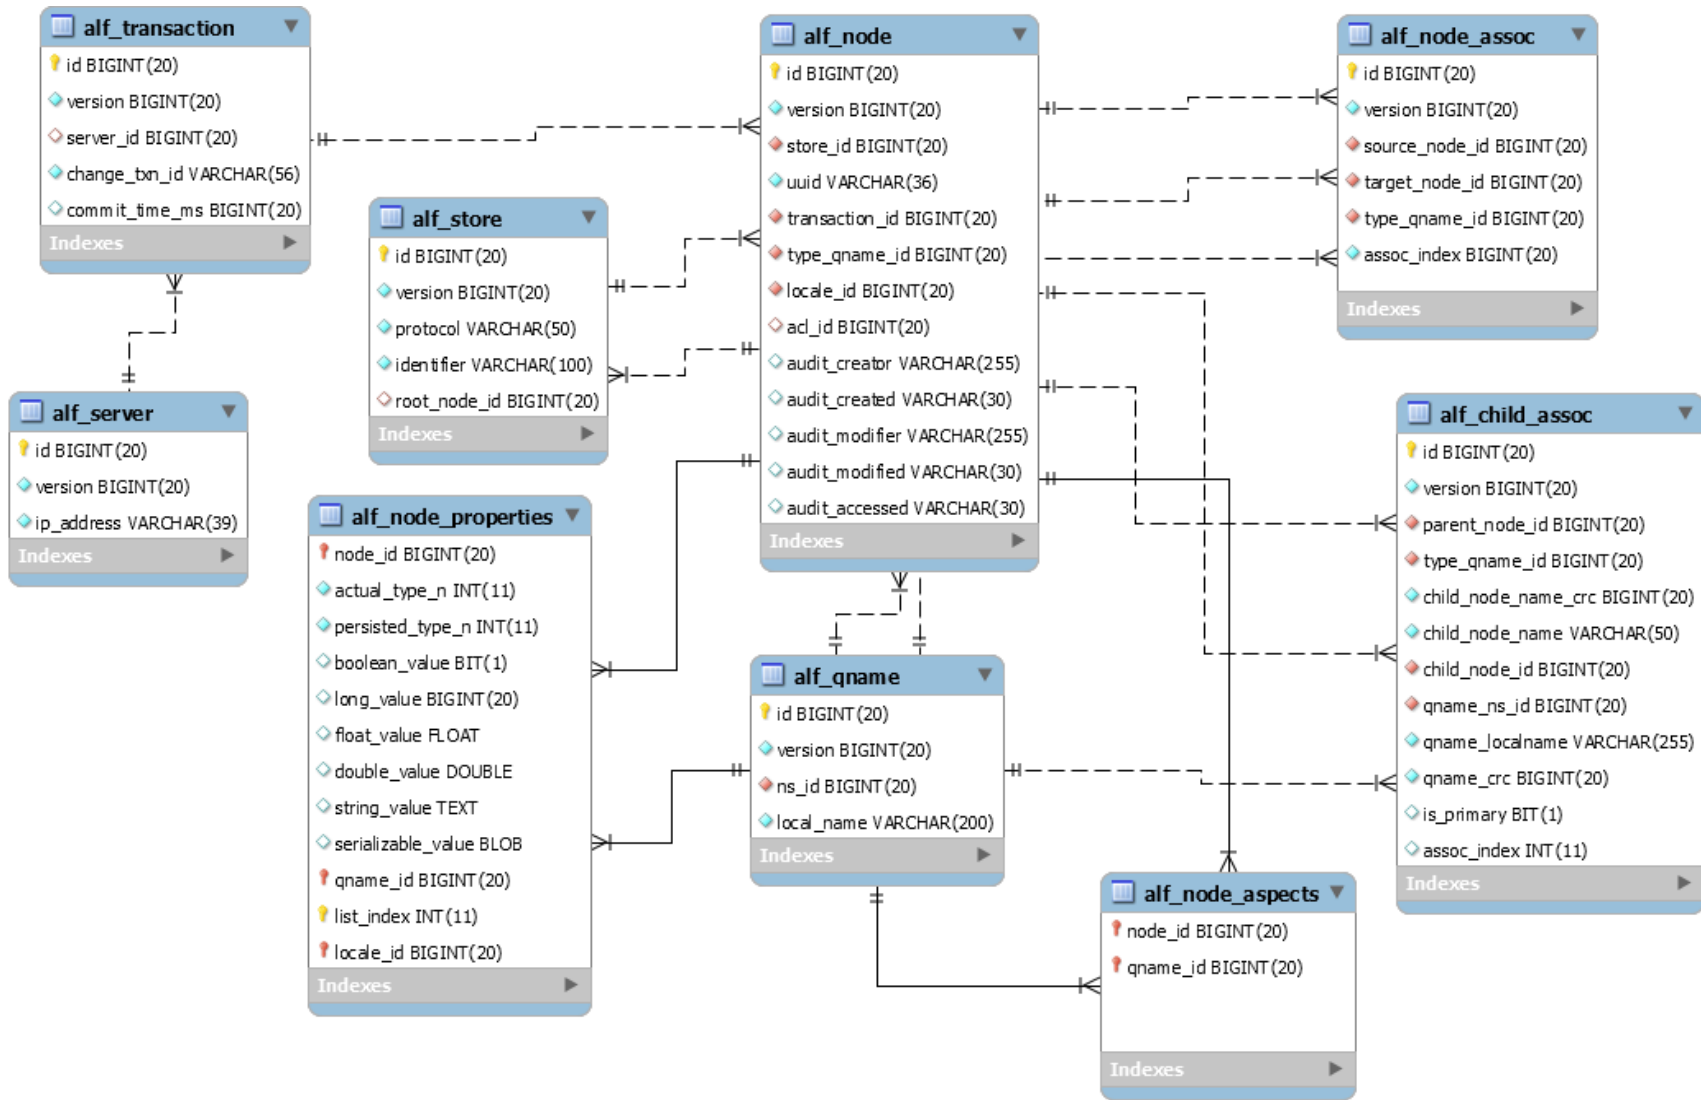 alf_transaction
id BIGINT(20)
version BIGINT(20)
server_id BIGINT(20)
change_txn_id VARCHAR(56)
commit_time_ms BIGINT(20)
Indexes
alf_server
id BIGINT(20)
version BIGINT(20)
ip_address VARCHAR(39)
Indexes
alf_store
id BIGINT(20)
version BIGINT(20)
protocol VARCHAR(50)
identifier VARCHAR(100)
root_node_id BIGINT(20)
Indexes
alf_node_properties
node_id BIGINT(20)
actual_type_n INT(11)
persisted_type_n INT(11)
boolean_value BIT(1)
long_value BIGINT(20)
float_value FLOAT
double_value DOUBLE
string_value TEXT
serializable_value BLOB
qname_id BIGINT(20)
list_index INT(11)
locale_id BIGINT(20)
Indexes
alf_node
id BIGINT(20)
version BIGINT(20)
store_id BIGINT(20)
uuid VARCHAR(36)
transaction_id BIGINT(20)
type_qname_id BIGINT(20)
locale_id BIGINT(20)
acl_id BIGINT(20)
audit_creator VARCHAR(255)
audit_created VARCHAR(30)
audit_modifier VARCHAR(255)
audit_modified VARCHAR(30)
audit_accessed VARCHAR(30)
Indexes
alf_qname
id BIGINT(20)
version BIGINT(20)
ns_id BIGINT(20)
local_name VARCHAR(200)
Indexes
alf_node_assoc
id BIGINT(20)
version BIGINT(20)
source_node_id BIGINT(20)
target_node_id BIGINT(20)
type_qname_id BIGINT(20)
assoc_index BIGINT(20)
Indexes
alf_child_assoc
id BIGINT(20)
version BIGINT(20)
parent_node_id BIGINT(20)
type_qname_id BIGINT(20)
child_node_name_crc BIGINT(20)
child_node_name VARCHAR(50)
child_node_id BIGINT(20)
qname_ns_id BIGINT(20)
qname_localname VARCHAR(255)
qname_crc BIGINT(20)
is_primary BIT(1)
assoc_index INT(11)
Indexes
alf_node_aspects
node_id BIGINT(20)
qname_id BIGINT(20)
Indexes